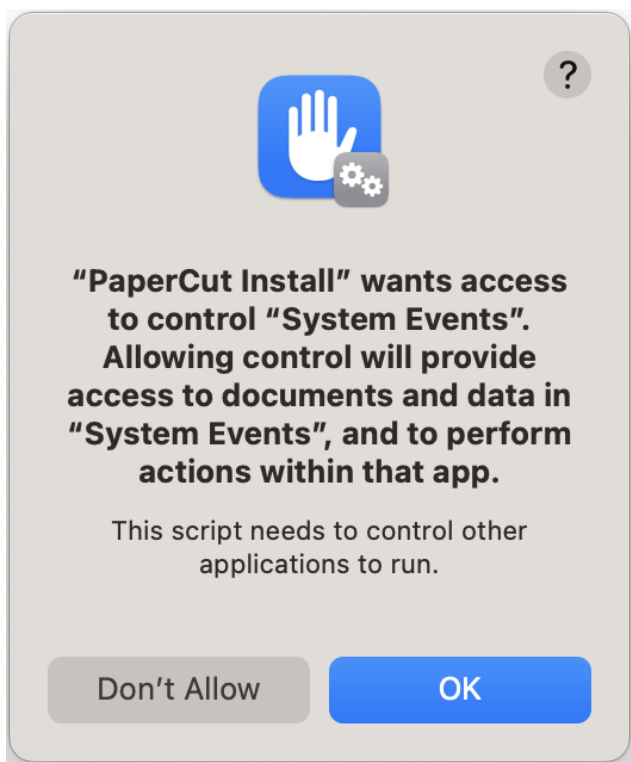 ?
“PaperCut Install” wants access
to control “System Events”.
Allowing control will provide
access to documents and data in
“System Events”, and to perform
actions within that app.
This script needs to control other
applications to run.
Don’t Allow
OK